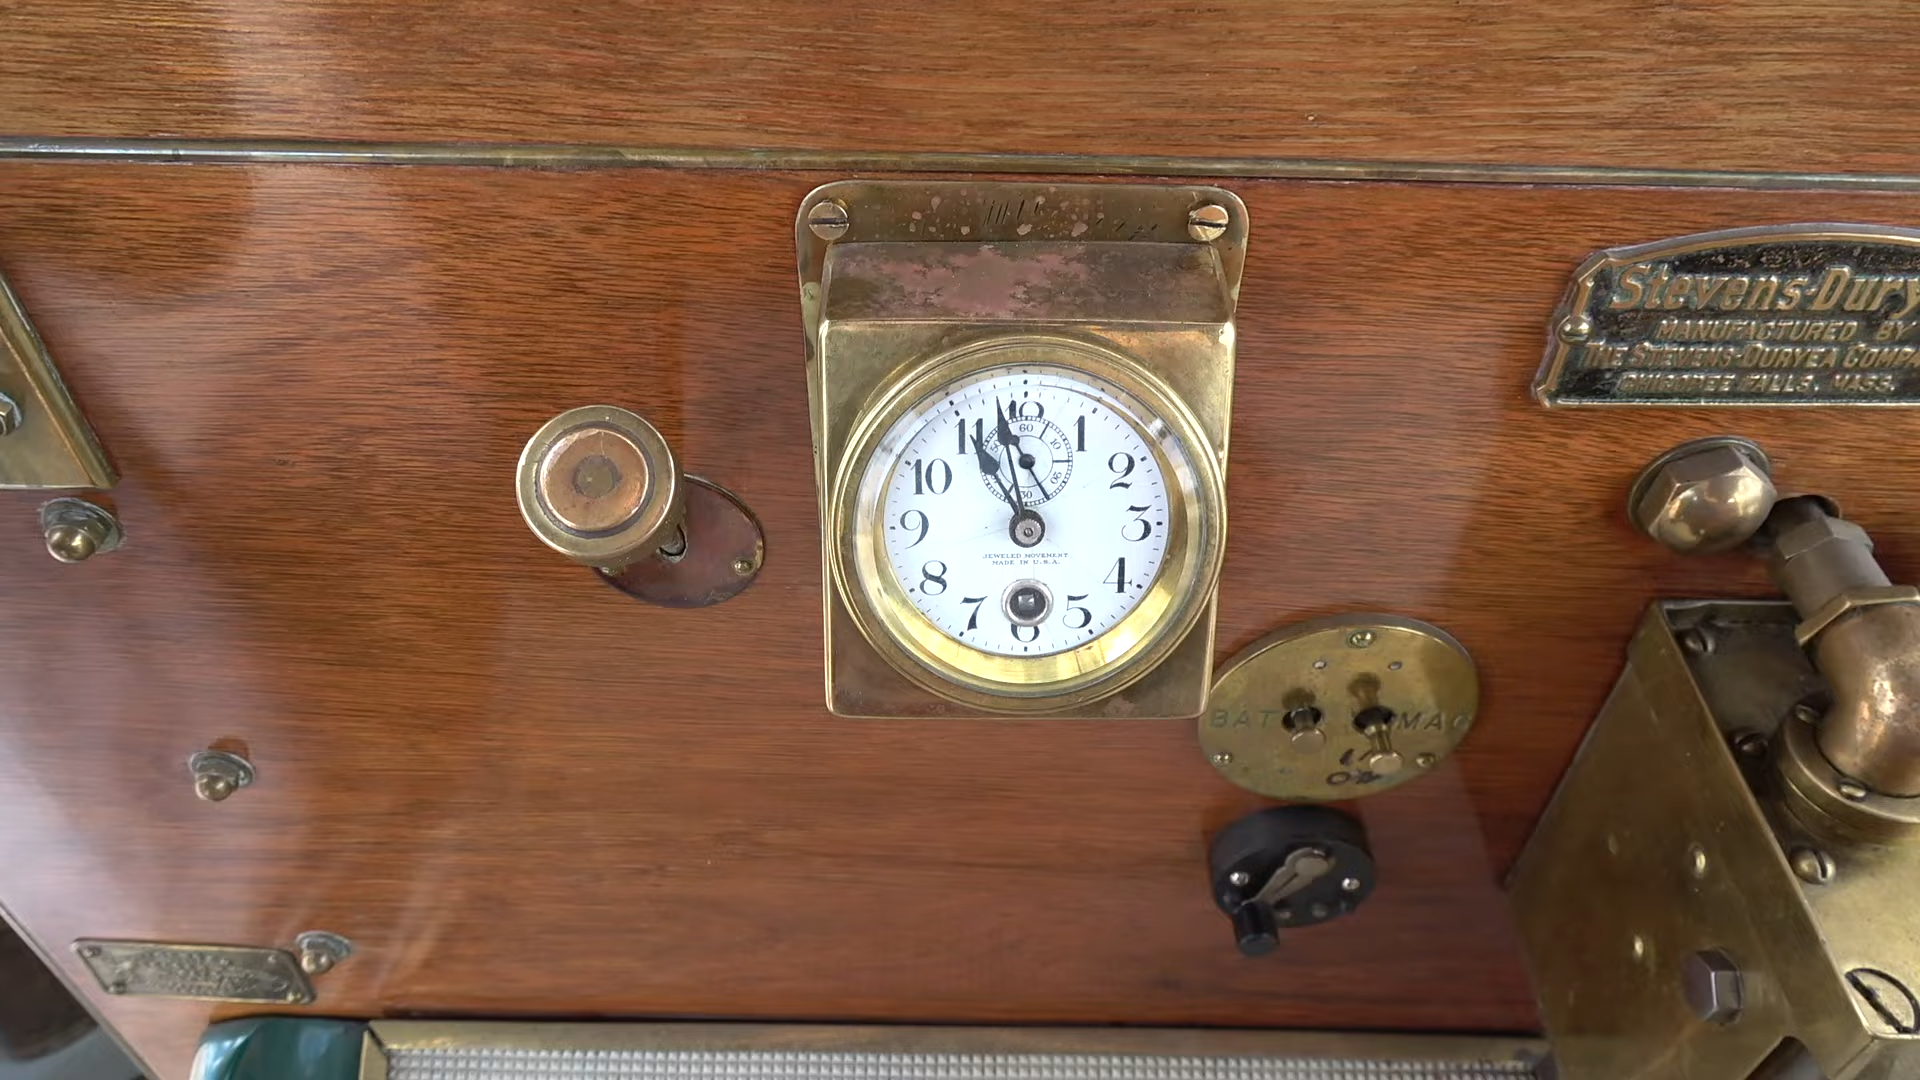 Stevens-Dury
MANUFACTURED BY
THE STEVENS-DURYEA COMPA
CHICOPEE FALLS, MASS.
12
11
1
60
10
50
10
2
20
9
3
30
JEWELED MOVEMENT
MADE IN U.S.A.
8
4
7
6
5
BAT
MAG